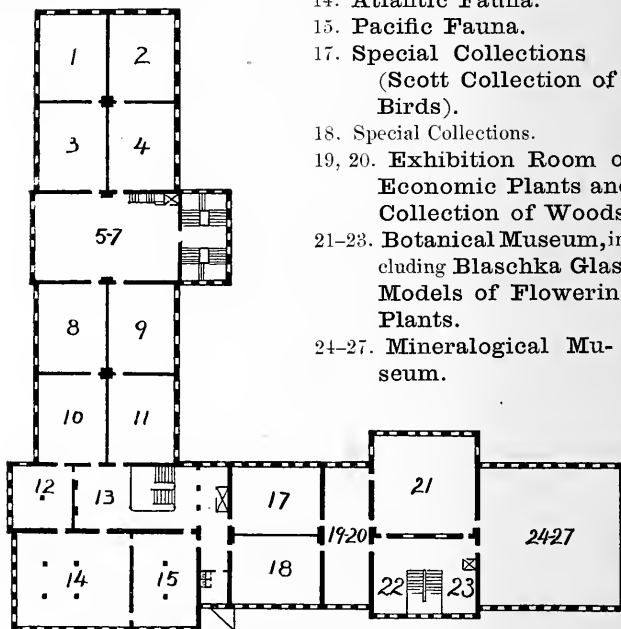 14. Atlantic Fauna.
15. Pacific Fauna.
17. Special Collections
(Scott Collection of
Birds).
18. Special Collections.
19, 20. Exhibition Room o
Economic Plants and
Collection of Woods
21-23. Botanical Museum, in
cluding Blaschka Glas
Models of Flowerin
Plants.
24-27. Mineralogical Mu-
seum.
1 2
3 4
5-7
8 9
10 11
12 13
14 15
17
18
19-20
21
22 23
24-27